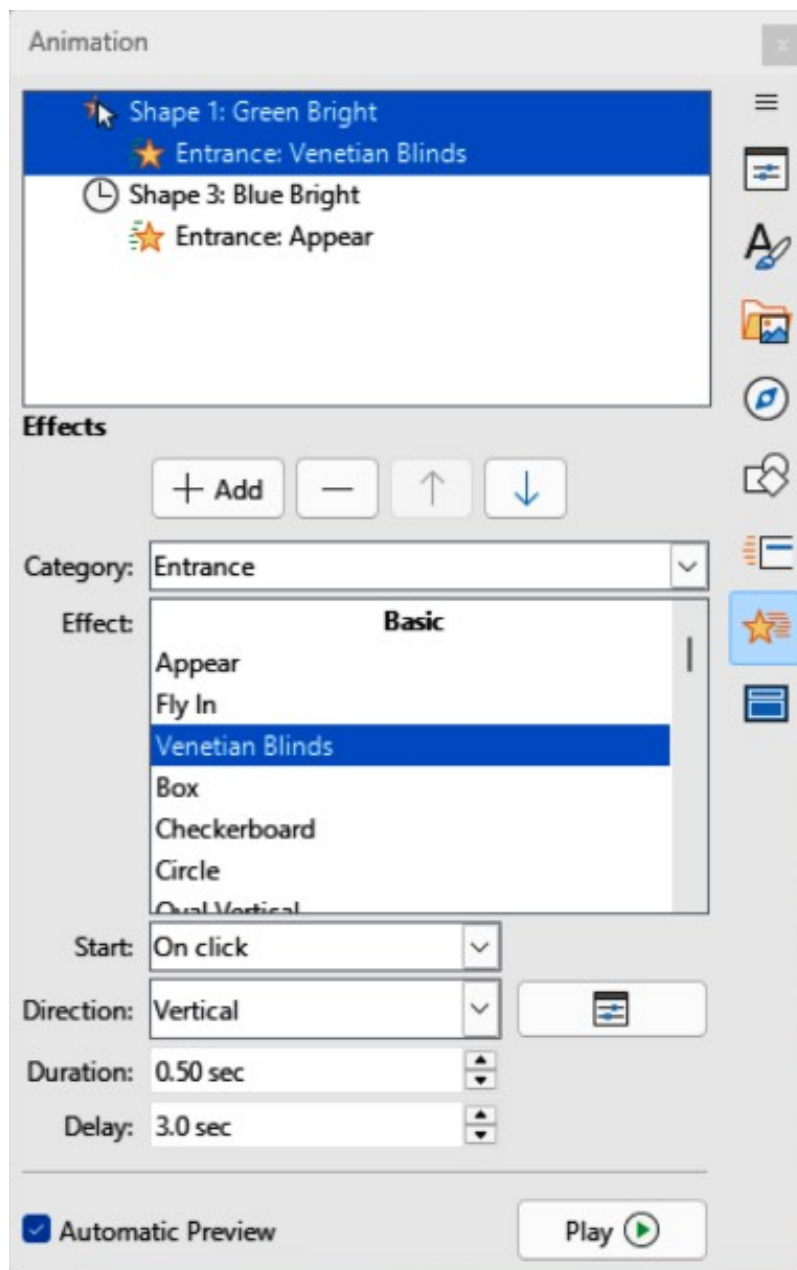 Animation
Shape 1: Green Bright
Entrance: Venetian Blinds
Shape 3: Blue Bright
Entrance: Appear
Effects
+ Add
Category: Entrance
Effect: Basic
Appear
Fly In
Venetian Blinds
Box
Checkerboard
Circle
Oval Vertical
Start: On click
Direction: Vertical
Duration: 0.50 sec
Delay: 3.0 sec
Automatic Preview Play